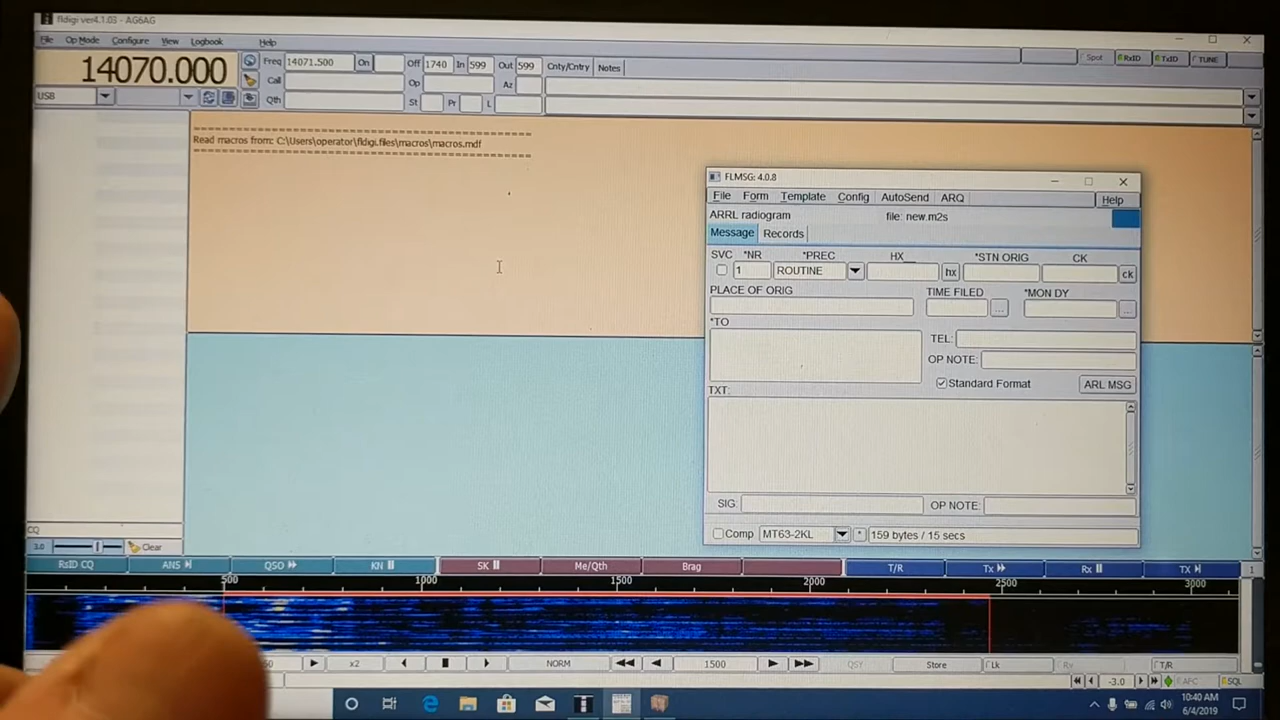 fldigi ver4.1.03 - AG6AG
File Op Mode Configure View Logbook Help
Spot RxID TxID TUNE
14070.000
Freq 14071.500 On Off 1740 In 599 Out 599 Cnty/Cntry Notes
Call Op Az
USB
Qth St Pr L
Read macros from: C:\Users\operator\fldigi.files\macros\macros.mdf
FLMSG: 4.0.8
File Form Template Config AutoSend ARQ Help
ARRL radiogram file: new.m2s
Message Records
SVC *NR *PREC HX__ *STN ORIG CK
1 ROUTINE hx ck
PLACE OF ORIG TIME FILED *MON DY
... ...
*TO
TEL:
OP NOTE:
Standard Format ARL MSG
TXT:
SIG: OP NOTE:
Comp MT63-2KL * 159 bytes / 15 secs
CQ
3.0 Clear
RsID CQ ANS QSO KN SK Me/Qth Brag T/R Tx Rx TX 1
500 1000 1500 2000 2500 3000
x2 NORM 1500 QSY Store Lk Rv T/R
-3.0 AFC SQL
10:40 AM
6/4/2019